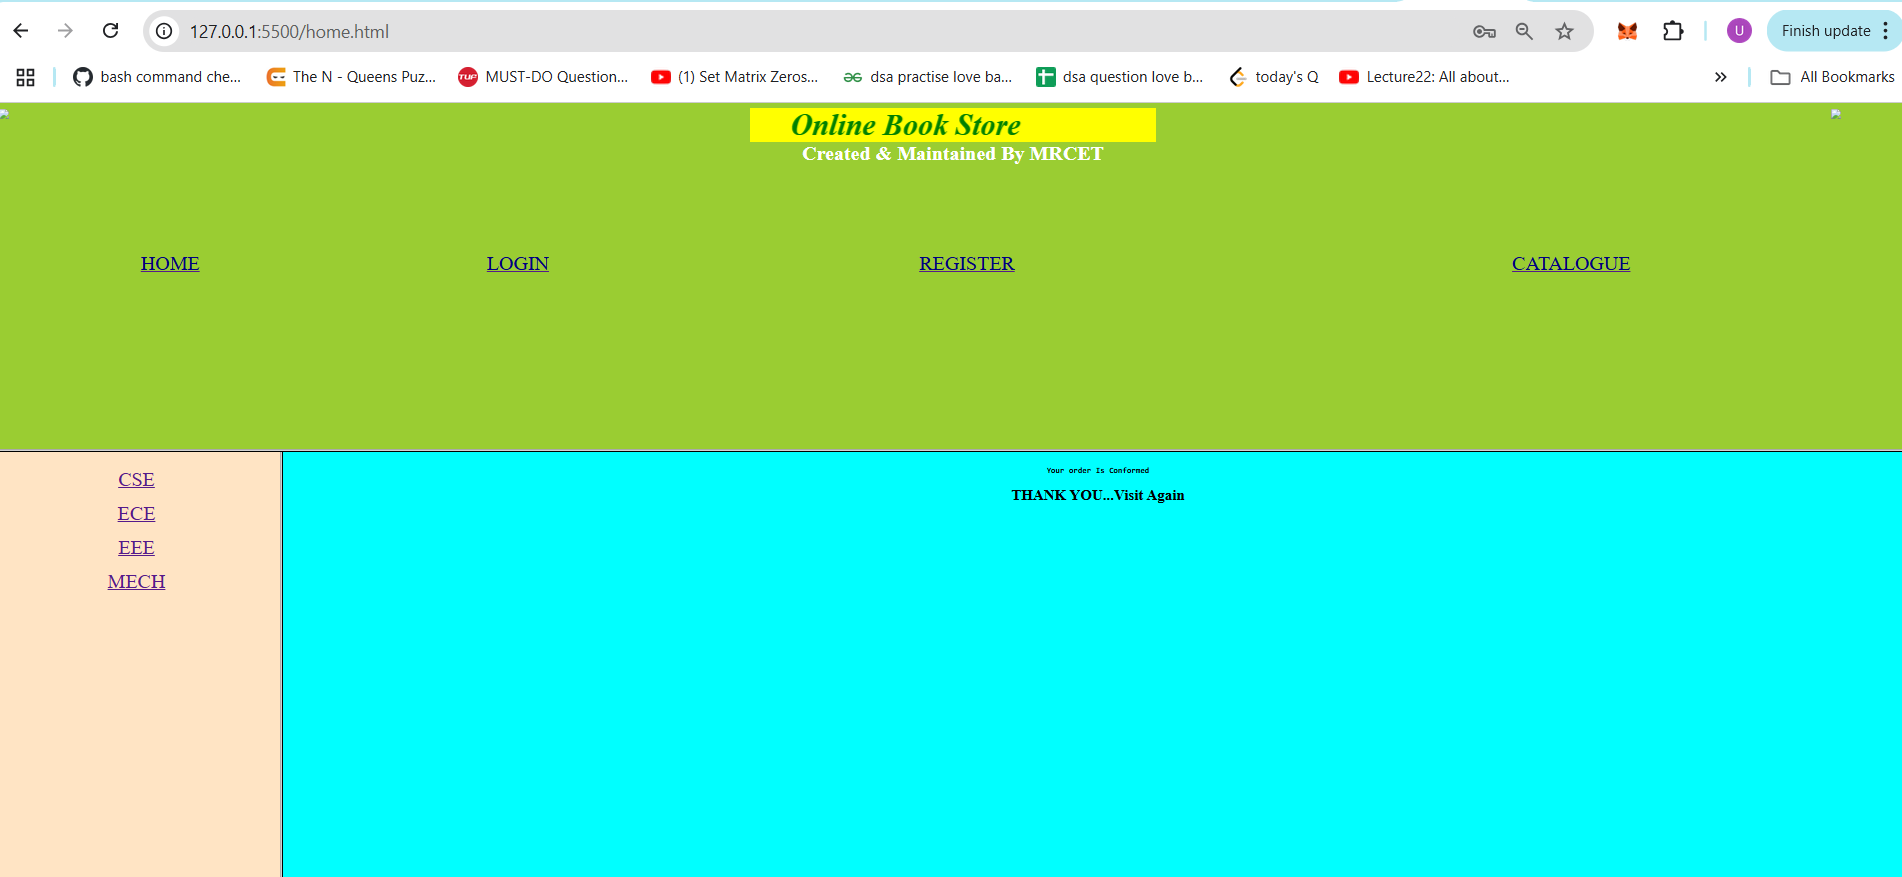 127.0.0.1:5500/home.html
U
Finish update
bash command che...
The N - Queens Puz...
TUF
MUST-DO Question...
(1) Set Matrix Zeros...
dsa practise love ba...
dsa question love b...
today's Q
Lecture22: All about...
»
All Bookmarks
Online Book Store
Created & Maintained By MRCET
HOME
LOGIN
REGISTER
CATALOGUE
CSE
ECE
EEE
MECH
Your order Is Conformed
THANK YOU...Visit Again